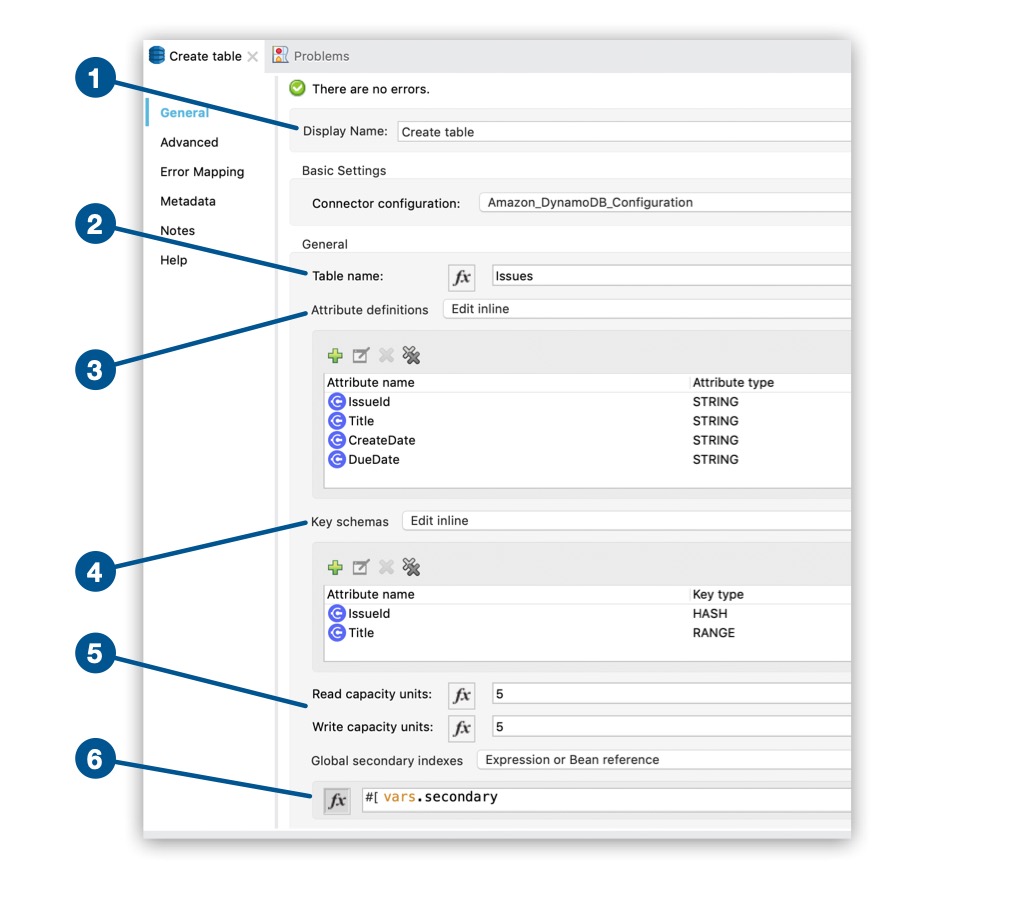 Create table Problems
1
There are no errors.
General
Display Name: Create table
Advanced
Basic Settings
Error Mapping
Metadata
Connector configuration: Amazon_DynamoDB_Configuration
2
Notes
General
Help
Table name: fx Issues
Attribute definitions Edit inline
3
Attribute name Attribute type
C IssueId STRING
C Title STRING
C CreateDate STRING
C DueDate STRING
Key schemas Edit inline
4
Attribute name Key type
C IssueId HASH
C Title RANGE
5
Read capacity units: fx 5
Write capacity units: fx 5
6
Global secondary indexes Expression or Bean reference
fx #[ vars.secondary